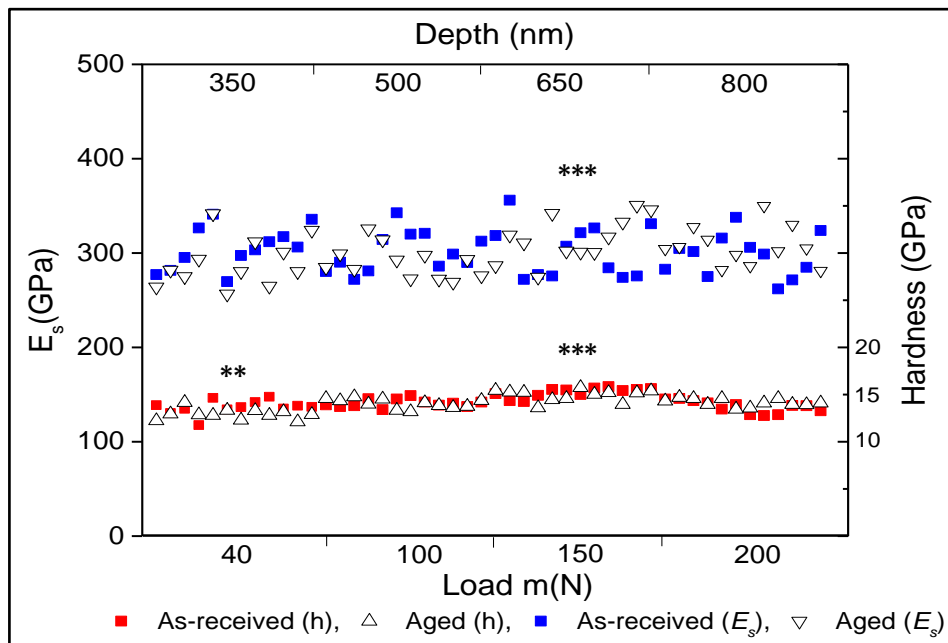 Depth (nm)
500
350 500 650 800
400
***
300
E_s(GPa)
Hardness (GPa)
200
***
20
**
15
100
10
0
40 100 150 200
Load m(N)
As-received (h), Aged (h), As-received (E_s), Aged (E_s)